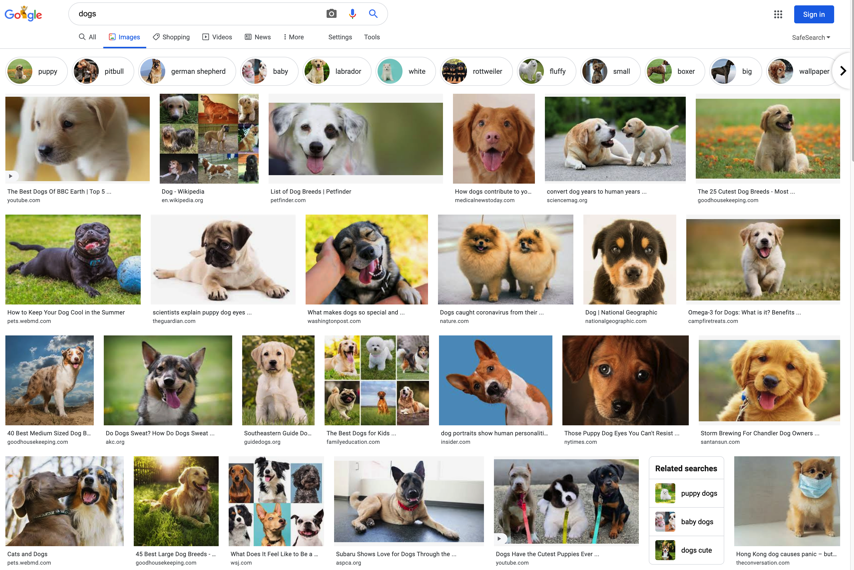 Google
dogs
Sign in
All Images Shopping Videos News More Settings Tools
SafeSearch
puppy pitbull german shepherd baby labrador white rottweiler fluffy small boxer big wallpaper
The Best Dogs Of BBC Earth | Top 5 ...
youtube.com
Dog - Wikipedia
en.wikipedia.org
List of Dog Breeds | Petfinder
petfinder.com
How dogs contribute to yo...
medicalnewstoday.com
convert dog years to human years ...
sciencemag.org
The 25 Cutest Dog Breeds - Most ...
goodhousekeeping.com
How to Keep Your Dog Cool in the Summer
pets.webmd.com
scientists explain puppy dog eyes ...
theguardian.com
What makes dogs so special and ...
washingtonpost.com
Dogs caught coronavirus from their ...
nature.com
Dog | National Geographic
nationalgeographic.com
Omega-3 for Dogs: What is it? Benefits ...
campfiretreats.com
40 Best Medium Sized Dog B...
goodhousekeeping.com
Do Dogs Sweat? How Do Dogs Sweat ...
akc.org
Southeastern Guide Do...
guidedogs.org
The Best Dogs for Kids ...
familyeducation.com
dog portraits show human personaliti...
insider.com
Those Puppy Dog Eyes You Can't Resist ...
nytimes.com
Storm Brewing For Chandler Dog Owners ...
santansun.com
Cats and Dogs
pets.webmd.com
45 Best Large Dog Breeds - ...
goodhousekeeping.com
What Does It Feel Like to Be a ...
wsj.com
Subaru Shows Love for Dogs Through the ...
aspca.org
Dogs Have the Cutest Puppies Ever ...
youtube.com
Related searches
puppy dogs
baby dogs
dogs cute
Hong Kong dog causes panic – but...
theconversation.com